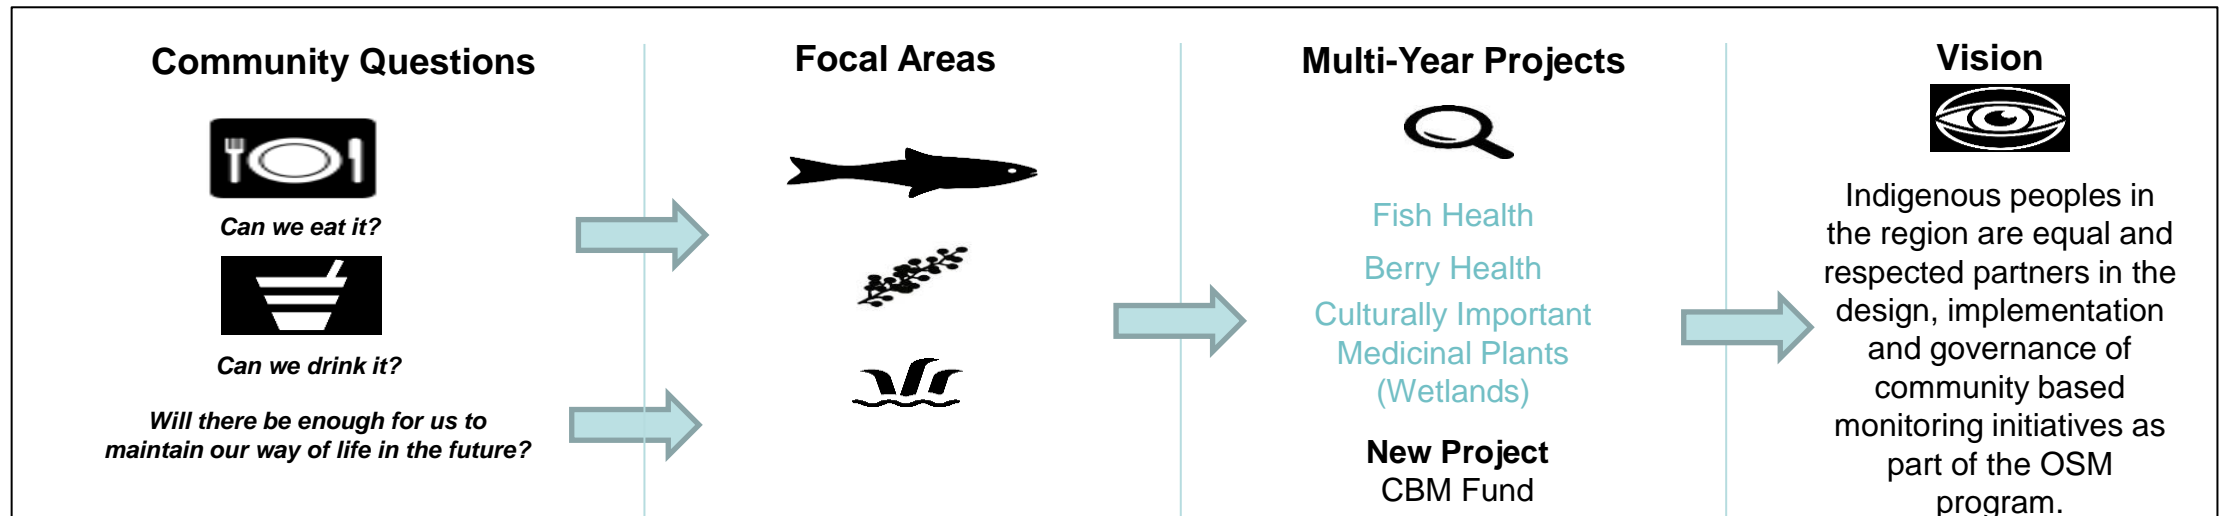 Community Questions
Can we eat it?
Can we drink it?
Will there be enough for us to
maintain our way of life in the future?
Focal Areas
Multi-Year Projects
Fish Health
Berry Health
Culturally Important
Medicinal Plants
(Wetlands)
New Project
CBM Fund
Vision
Indigenous peoples in
the region are equal and
respected partners in the
design, implementation
and governance of
community based
monitoring initiatives as
part of the OSM
program.